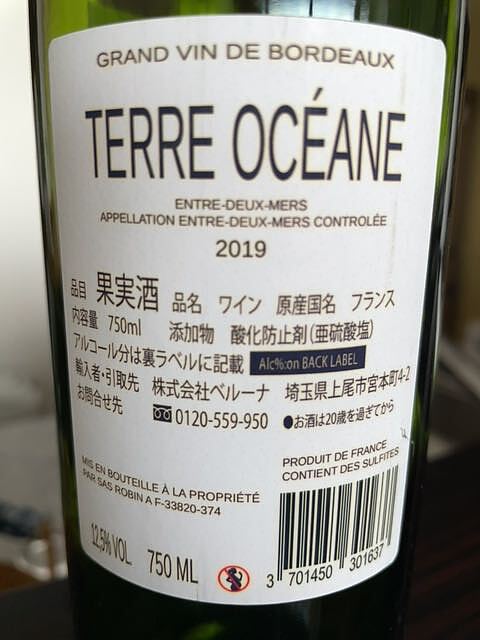 GRAND VIN DE BORDEAUX
TERRE OCÉANE
ENTRE-DEUX-MERS
APPELLATION ENTRE-DEUX-MERS CONTROLÉE
2019
品目 果実酒 品名 ワイン 原産国名 フランス
内容量 750ml 添加物 酸化防止剤(亜硫酸塩)
アルコール分は裏ラベルに記載 Alc%:on BACK LABEL
輸入者・引取先 株式会社ベルーナ 埼玉県上尾市宮本町4-2
お問合せ先 0120-559-950 ●お酒は20歳を過ぎてから
PRODUIT DE FRANCE
CONTIENT DES SULFITES
MIS EN BOUTEILLE À LA PROPRIÉTÉ
PAR SAS ROBIN A F-33820-374
12,5% VOL 750 ML
3 701450 301637